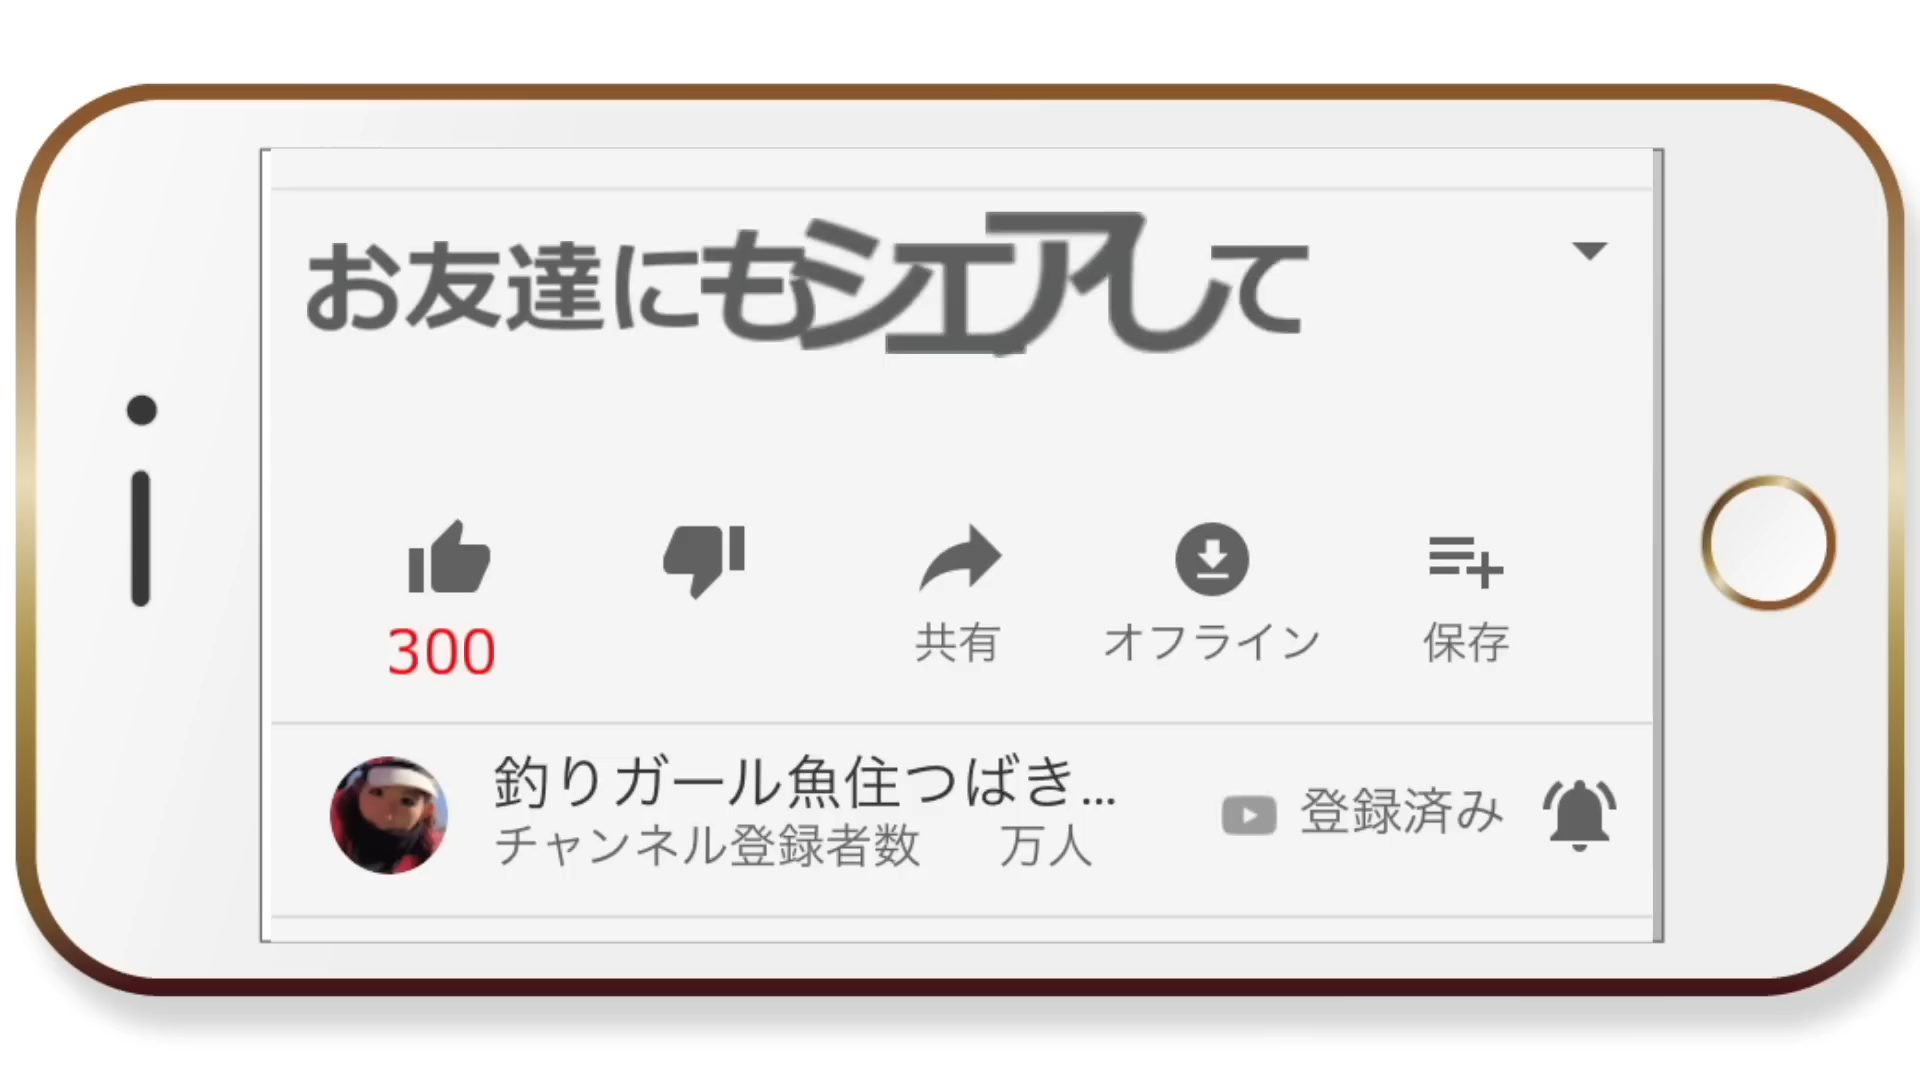 お友達にもシェアして
300
共有
オフライン
保存
釣りガール魚住つばき...
チャンネル登録者数 万人
登録済み